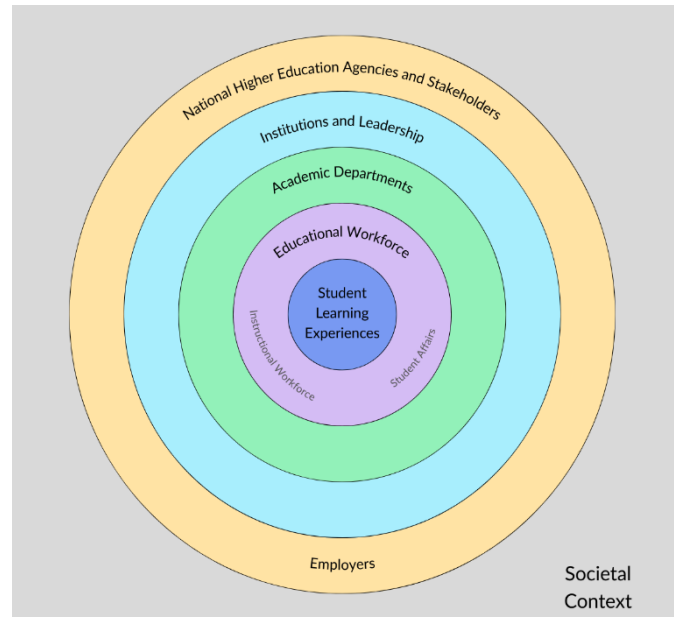 National Higher Education Agencies and Stakeholders
Institutions and Leadership
Academic Departments
Educational Workforce
Student
Learning
Experiences
Instructional Workforce
Student Affairs
Employers
Societal
Context